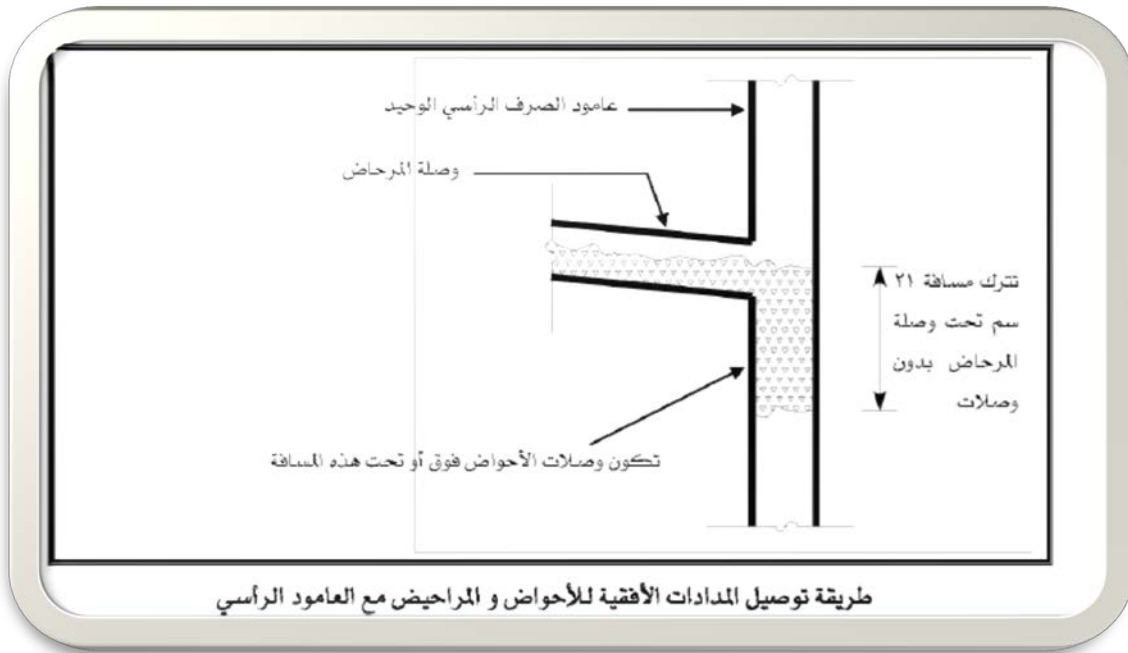 عامود الصرف الرأسي الوحيد
وصلة المرحاض
تترك مسافة ٢١
سم تحت وصلة
المرحاض بدون
وصلات
تكون وصلات الأحواض فوق أو تحت هذه المسافة
طريقة توصيل المدادات الأفقية للأحواض و المراحيض مع العامود الرأسي